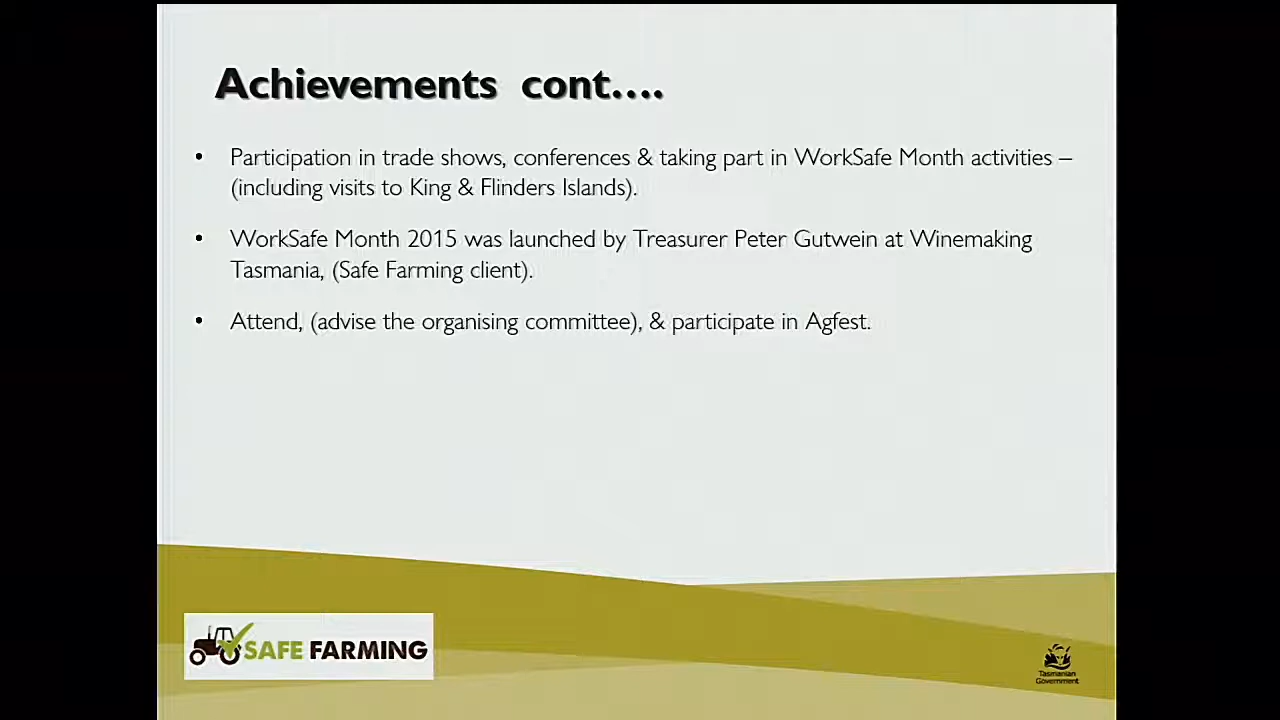 Achievements cont....
• Participation in trade shows, conferences & taking part in WorkSafe Month activities –
(including visits to King & Flinders Islands).
• WorkSafe Month 2015 was launched by Treasurer Peter Gutwein at Winemaking
Tasmania, (Safe Farming client).
• Attend, (advise the organising committee), & participate in Agfest.
SAFE FARMING
Tasmanian
Government